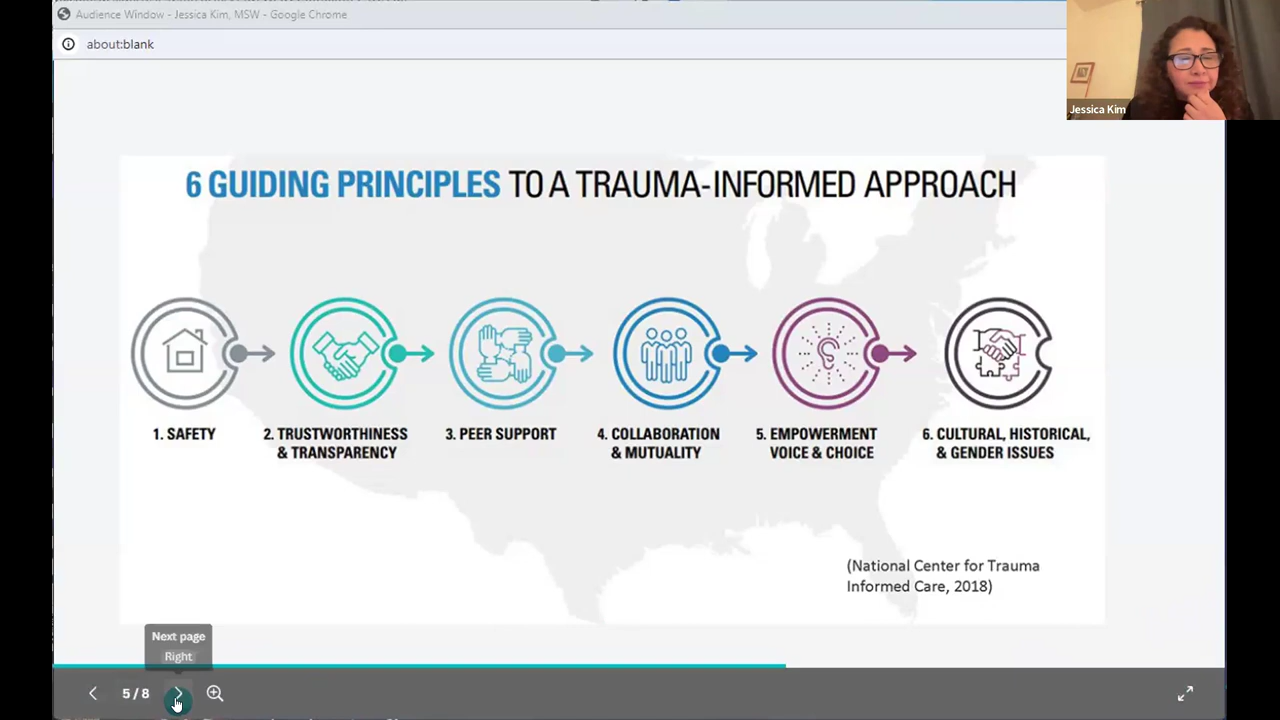 Audience Window - Jessica Kim, MSW - Google Chrome
about:blank
Jessica Kim
6 GUIDING PRINCIPLES TO A TRAUMA-INFORMED APPROACH
1. SAFETY
2. TRUSTWORTHINESS
& TRANSPARENCY
3. PEER SUPPORT
4. COLLABORATION
& MUTUALITY
5. EMPOWERMENT
VOICE & CHOICE
6. CULTURAL, HISTORICAL,
& GENDER ISSUES
(National Center for Trauma
Informed Care, 2018)
Next page
Right
5 / 8